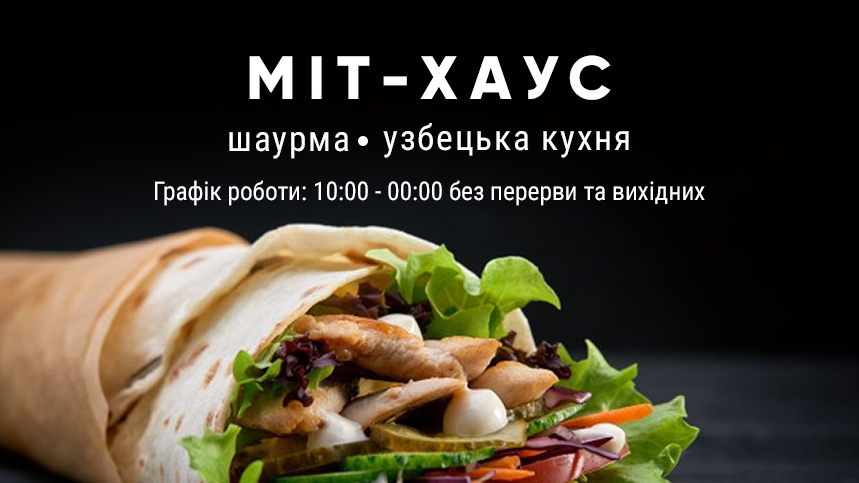 МІТ-ХАУС
шаурма • узбецька кухня
Графік роботи: 10:00 - 00:00 без перерви та вихідних